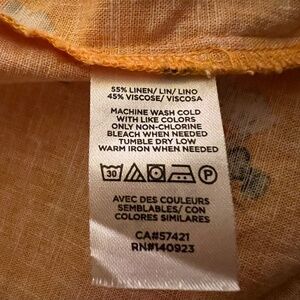 55% LINEN/ LIN/ LINO
45% VISCOSE/ VISCOSA
MACHINE WASH COLD
WITH LIKE COLORS
ONLY NON-CHLORINE
BLEACH WHEN NEEDED
TUMBLE DRY LOW
WARM IRON WHEN NEEDED
30 P
AVEC DES COULEURS
SEMBLABLES/ CON
COLORES SIMILARES
CA#57421
RN#140923